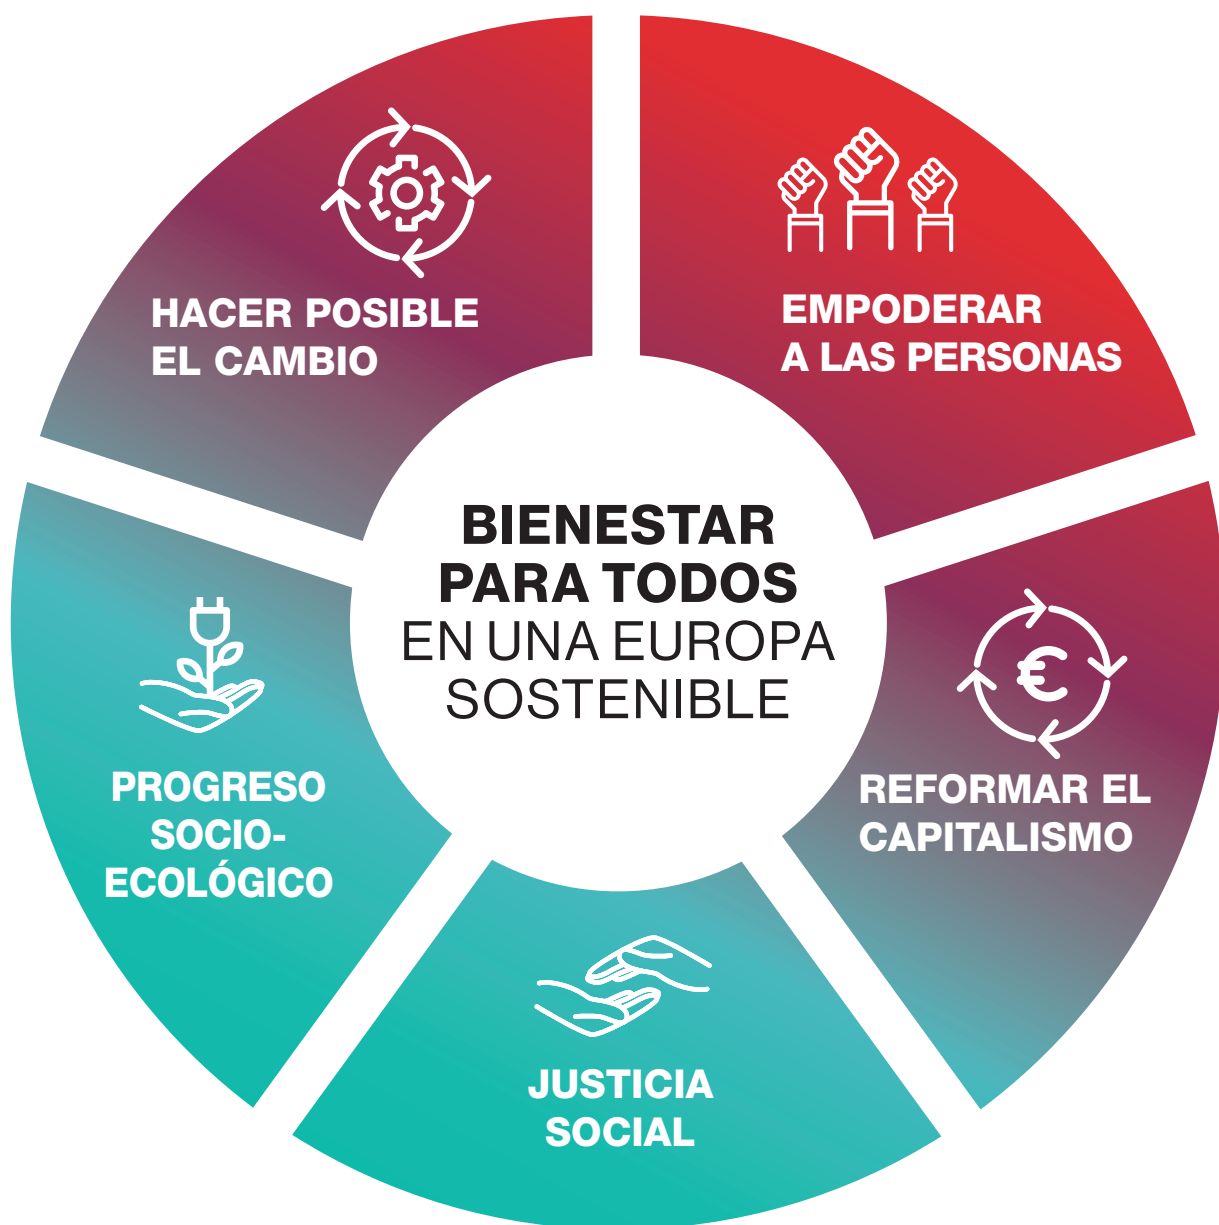 HACER POSIBLE
EL CAMBIO
EMPODERAR
A LAS PERSONAS
BIENESTAR
PARA TODOS
EN UNA EUROPA
SOSTENIBLE
€
REFORMAR EL
CAPITALISMO
PROGRESO
SOCIO-
ECOLÓGICO
JUSTICIA
SOCIAL